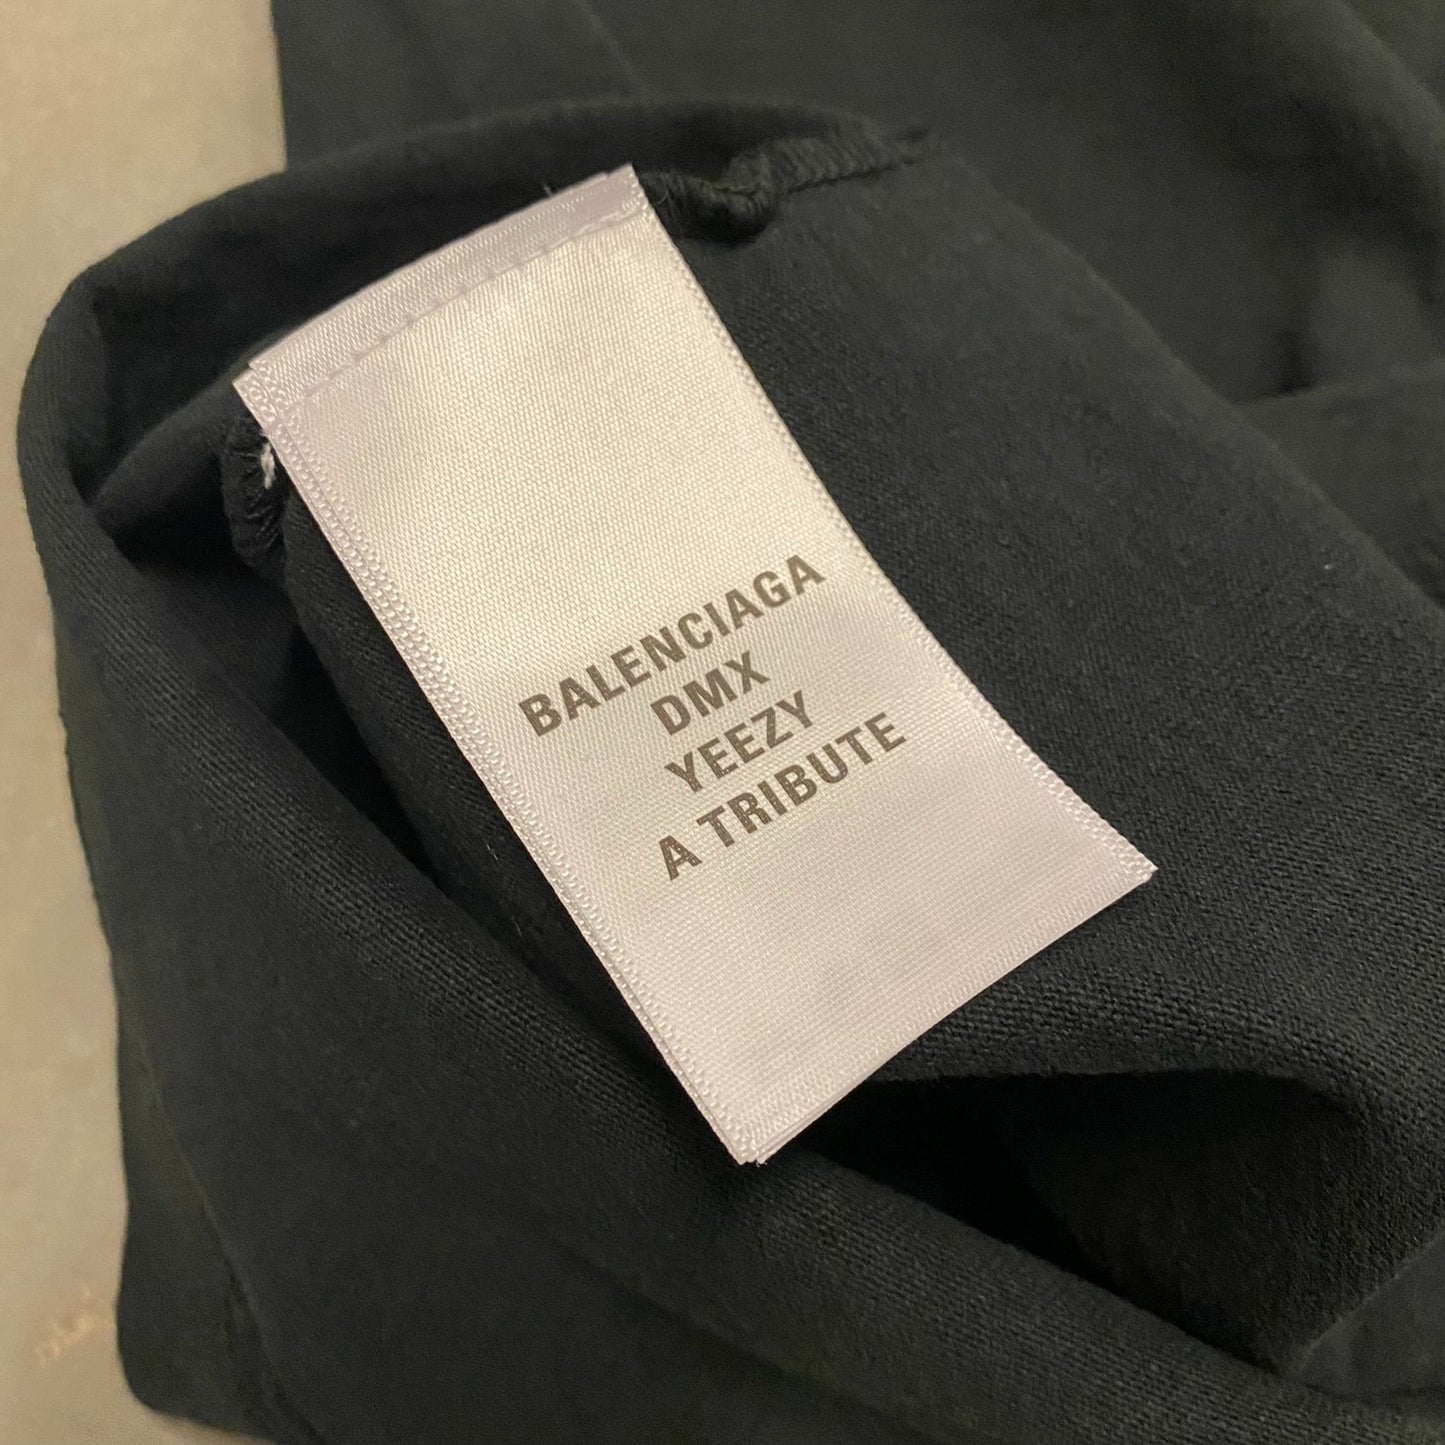 BALENCIAGA
DMX
YEEZY
A TRIBUTE